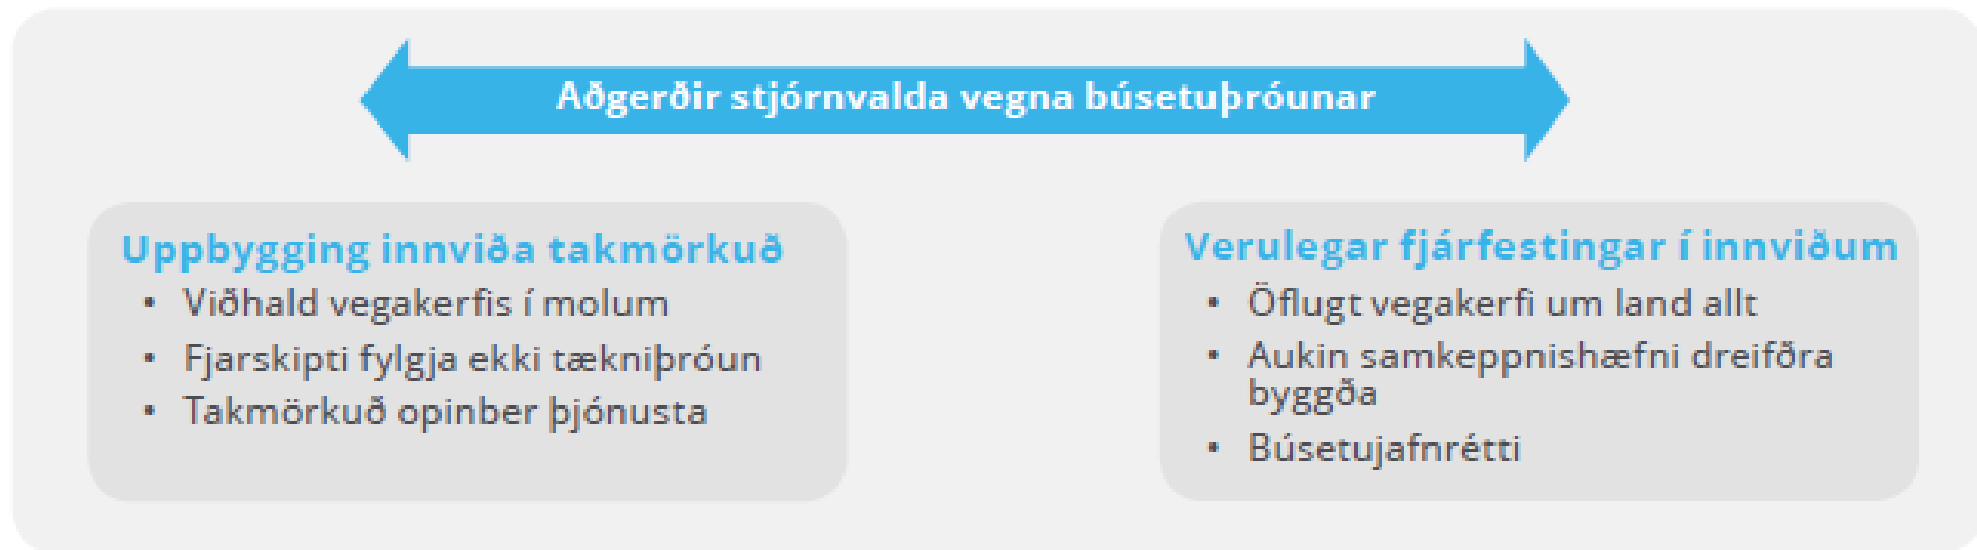 Aðgerðir stjórnvalda vegna búsetuþróunar
Uppbygging innviða takmörkuð
• Viðhald vegakerfis í molum
• Fjarskipti fylgja ekki tækniþróun
• Takmörkuð opinber þjónusta
Verulegar fjárfestingar í innviðum
• Öflugt vegakerfi um land allt
• Aukin samkeppnishæfni dreifðra
byggða
• Búsetujafnrétti